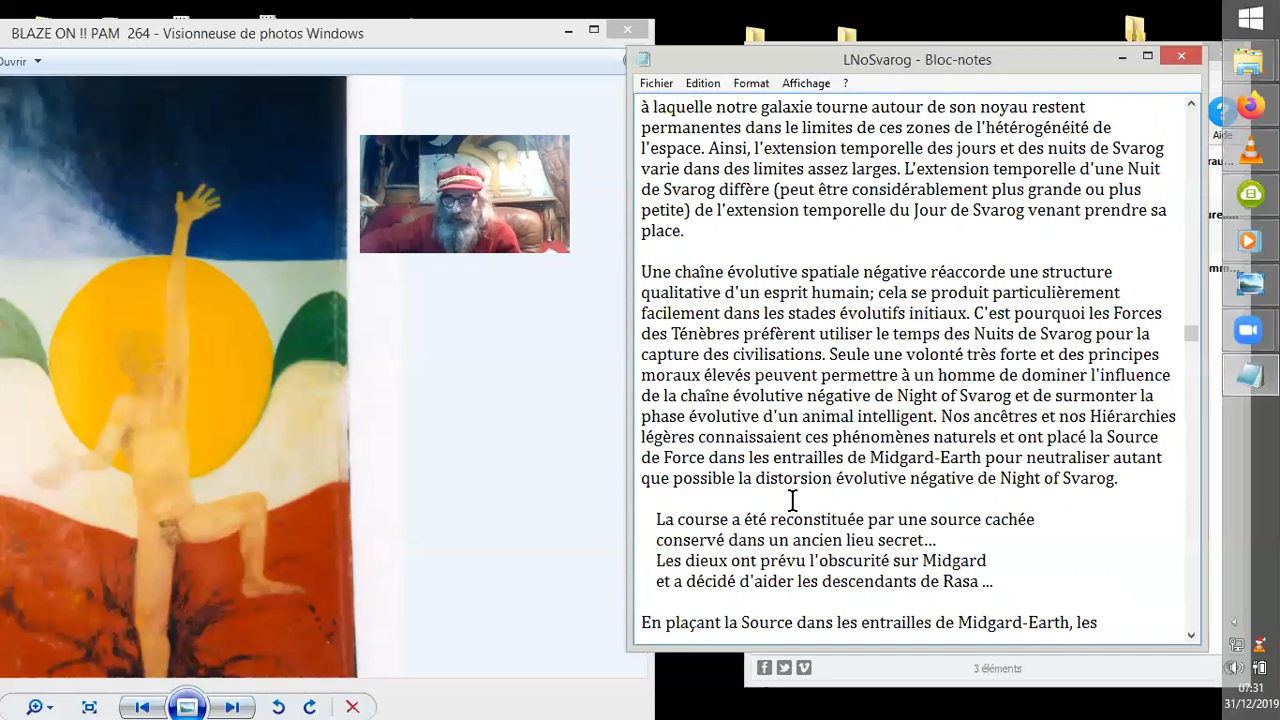 BLAZE ON !! PAM 264 - Visionneuse de photos Windows
Ouvrir
LNoSvarog - Bloc-notes
Fichier Edition Format Affichage ?
à laquelle notre galaxie tourne autour de son noyau restent
permanentes dans le limites de ces zones de l'hétérogénéité de
l'espace. Ainsi, l'extension temporelle des jours et des nuits de Svarog
varie dans des limites assez larges. L'extension temporelle d'une Nuit
de Svarog diffère (peut être considérablement plus grande ou plus
petite) de l'extension temporelle du Jour de Svarog venant prendre sa
place.
Une chaîne évolutive spatiale négative réaccorde une structure
qualitative d'un esprit humain; cela se produit particulièrement
facilement dans les stades évolutifs initiaux. C'est pourquoi les Forces
des Ténèbres préfèrent utiliser le temps des Nuits de Svarog pour la
capture des civilisations. Seule une volonté très forte et des principes
moraux élevés peuvent permettre à un homme de dominer l'influence
de la chaîne évolutive négative de Night of Svarog et de surmonter la
phase évolutive d'un animal intelligent. Nos ancêtres et nos Hiérarchies
légères connaissaient ces phénomènes naturels et ont placé la Source
de Force dans les entrailles de Midgard-Earth pour neutraliser autant
que possible la distorsion évolutive négative de Night of Svarog.
La course a été reconstituée par une source cachée
conservé dans un ancien lieu secret...
Les dieux ont prévu l'obscurité sur Midgard
et a décidé d'aider les descendants de Rasa ...
En plaçant la Source dans les entrailles de Midgard-Earth, les
3 éléments
Aide
07:31
31/12/2019